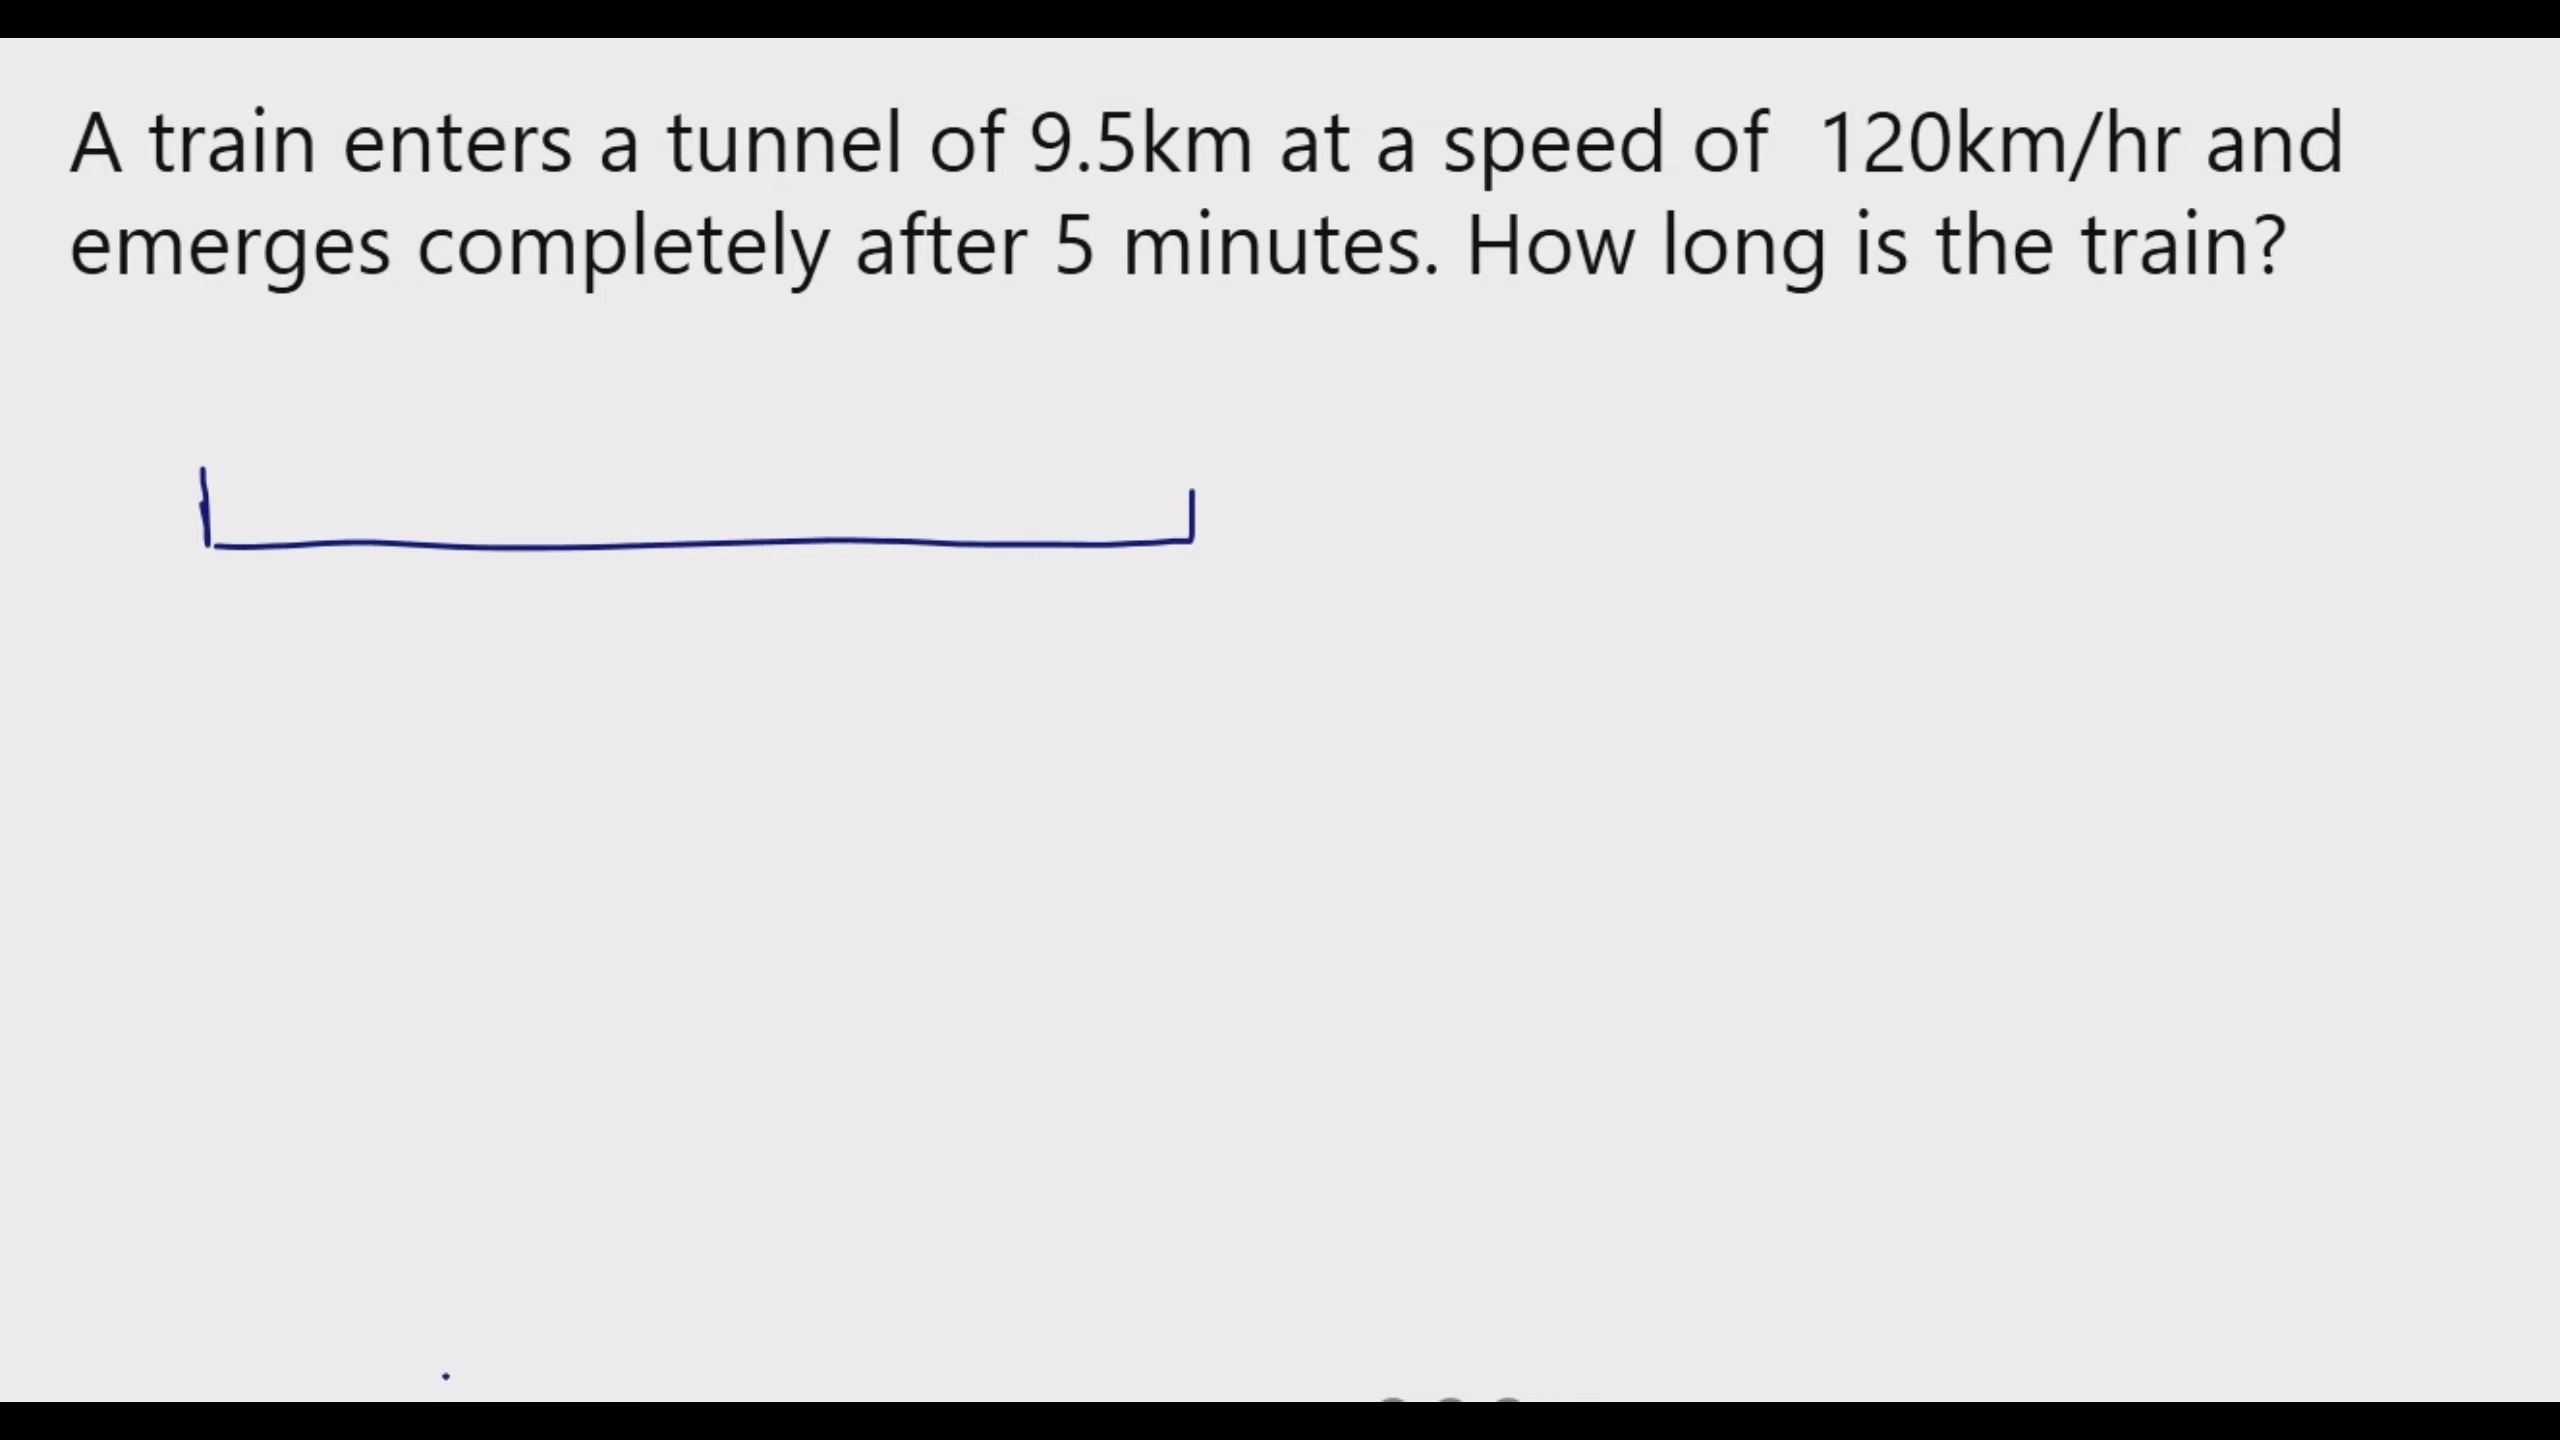 A train enters a tunnel of 9.5km at a speed of  120km/hr and
emerges completely after 5 minutes. How long is the train?